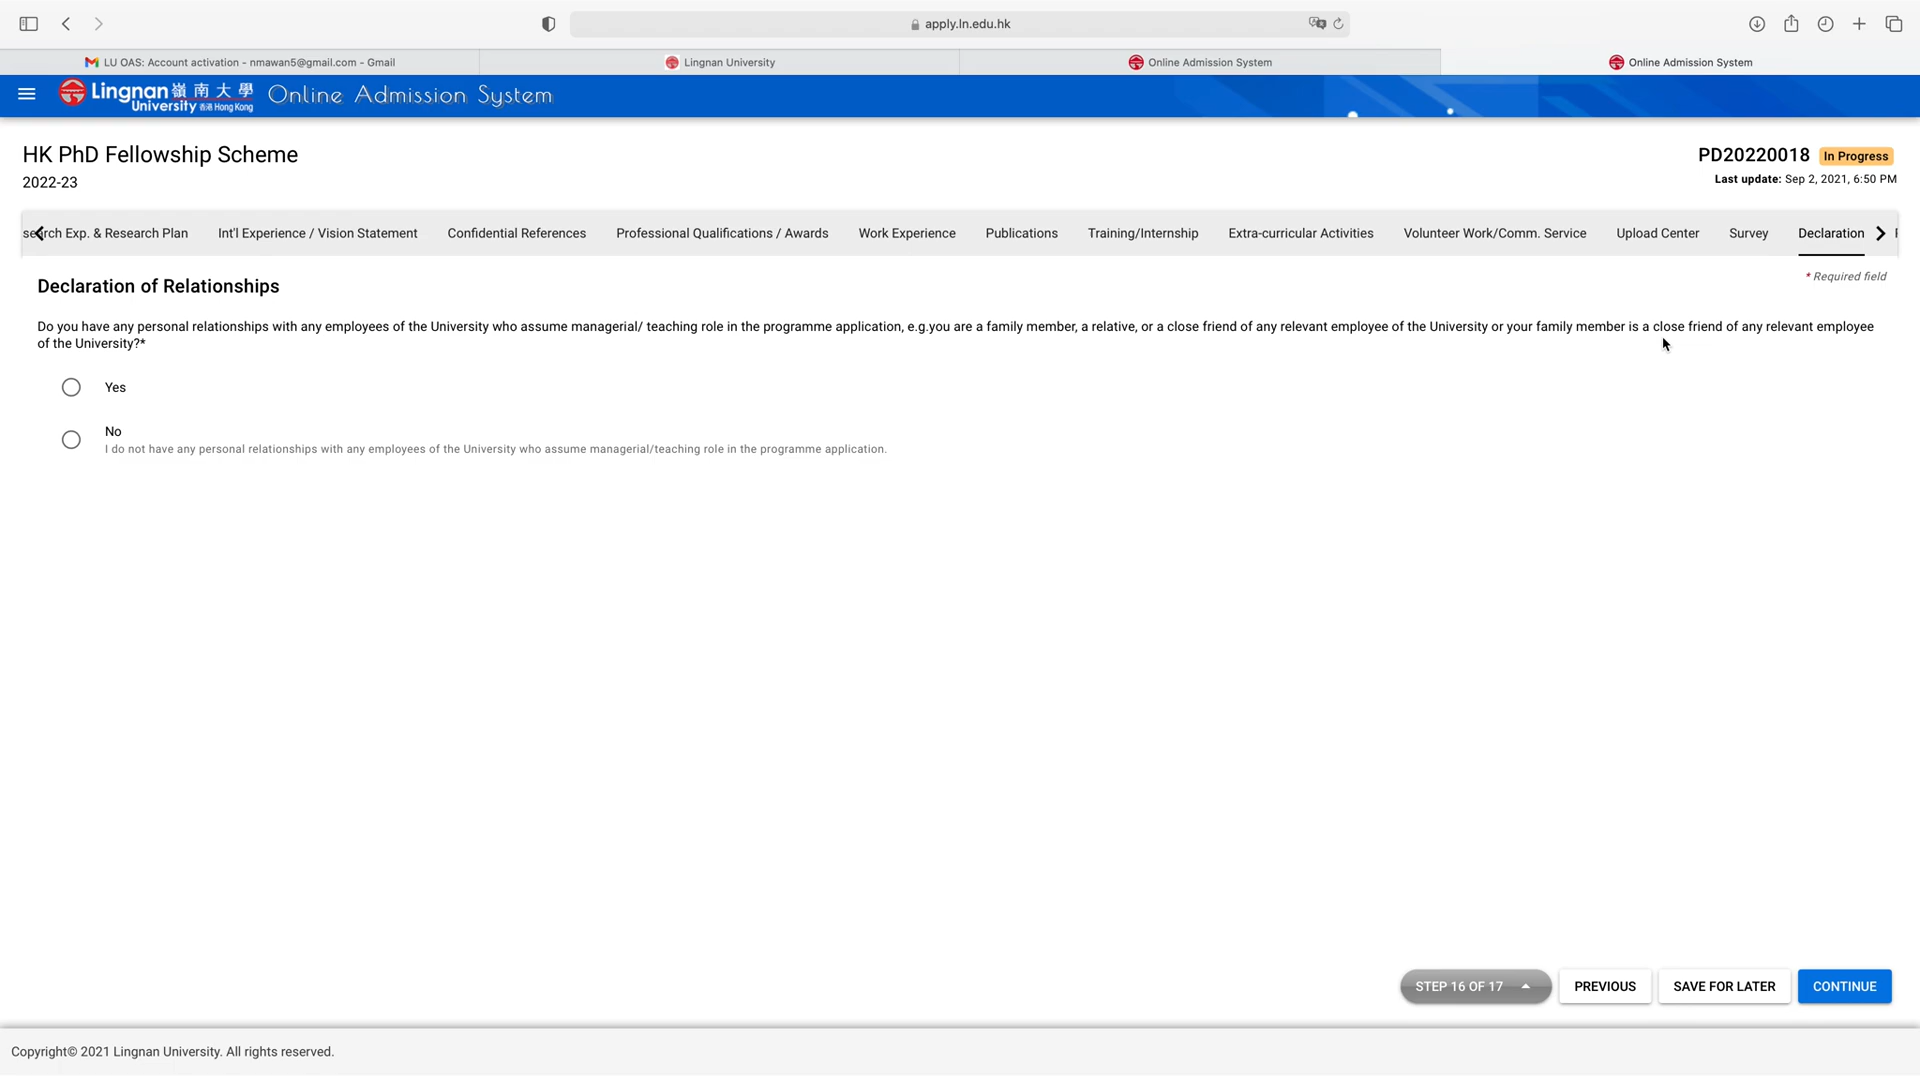 apply.ln.edu.hk
LU OAS: Account activation - nmawan5@gmail.com - Gmail
Lingnan University
Online Admission System
Online Admission System
Lingnan 嶺南大學
University 香港 Hong Kong
Online Admission System
HK PhD Fellowship Scheme
2022-23
PD20220018 In Progress
Last update: Sep 2, 2021, 6:50 PM
Exp. & Research Plan
Int'l Experience / Vision Statement
Confidential References
Professional Qualifications / Awards
Work Experience
Publications
Training/Internship
Extra-curricular Activities
Volunteer Work/Comm. Service
Upload Center
Survey
Declaration
* Required field
Declaration of Relationships
Do you have any personal relationships with any employees of the University who assume managerial/ teaching role in the programme application, e.g.you are a family member, a relative, or a close friend of any relevant employee of the University or your family member is a close friend of any relevant employee
of the University?*
Yes
No
I do not have any personal relationships with any employees of the University who assume managerial/teaching role in the programme application.
STEP 16 OF 17
PREVIOUS
SAVE FOR LATER
CONTINUE
Copyright© 2021 Lingnan University. All rights reserved.